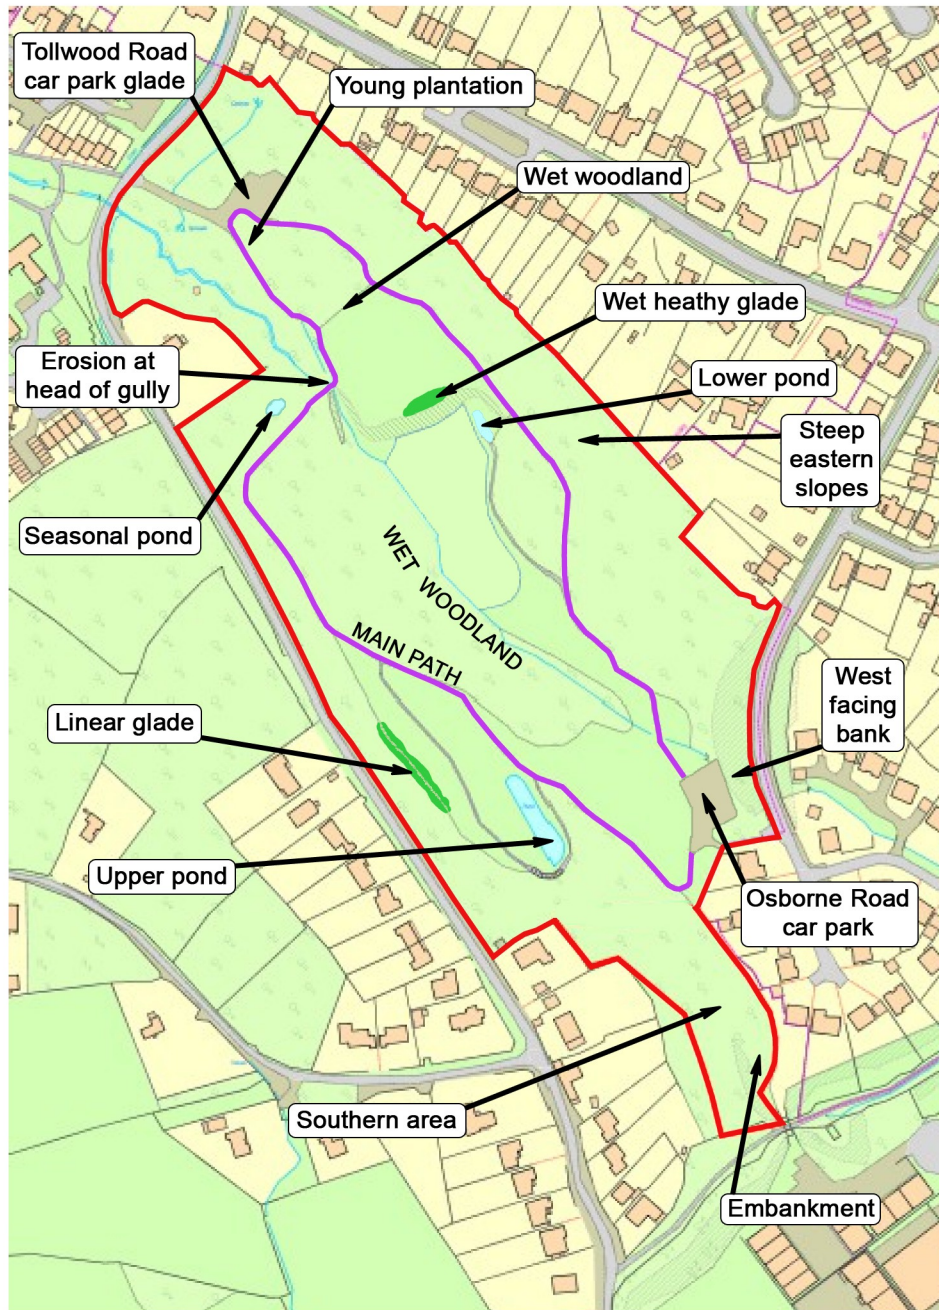 Tollwood Road
car park glade
Young plantation
Wet woodland
Wet heathy glade
Erosion at
head of gully
Lower pond
Steep
eastern
slopes
Seasonal pond
WET WOODLAND
MAIN PATH
West
facing
bank
Linear glade
Upper pond
Osborne Road
car park
Southern area
Embankment